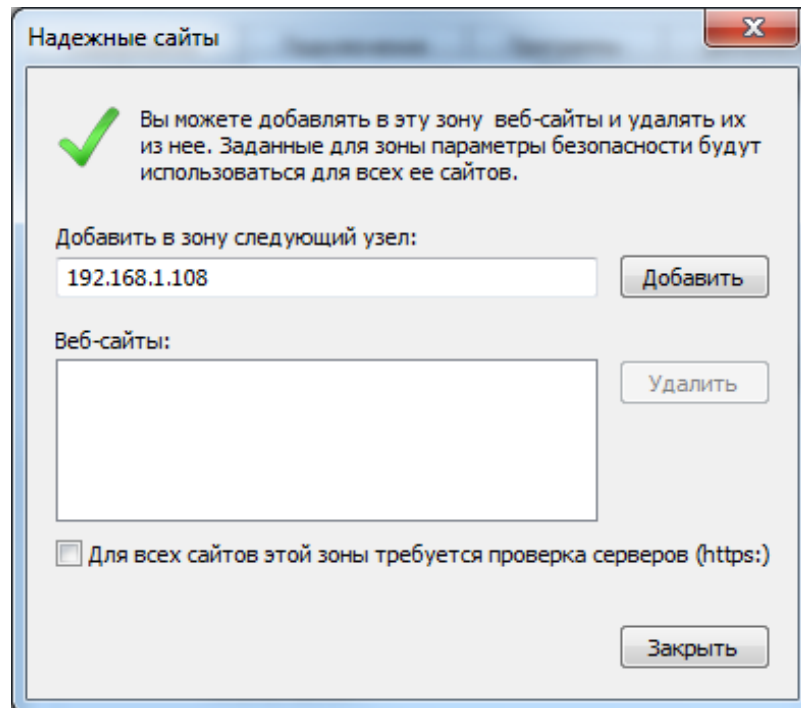 Надежные сайты
Вы можете добавлять в эту зону веб-сайты и удалять их
из нее. Заданные для зоны параметры безопасности будут
использоваться для всех ее сайтов.
Добавить в зону следующий узел:
192.168.1.108
Добавить
Веб-сайты:
Удалить
Для всех сайтов этой зоны требуется проверка серверов (https:)
Закрыть